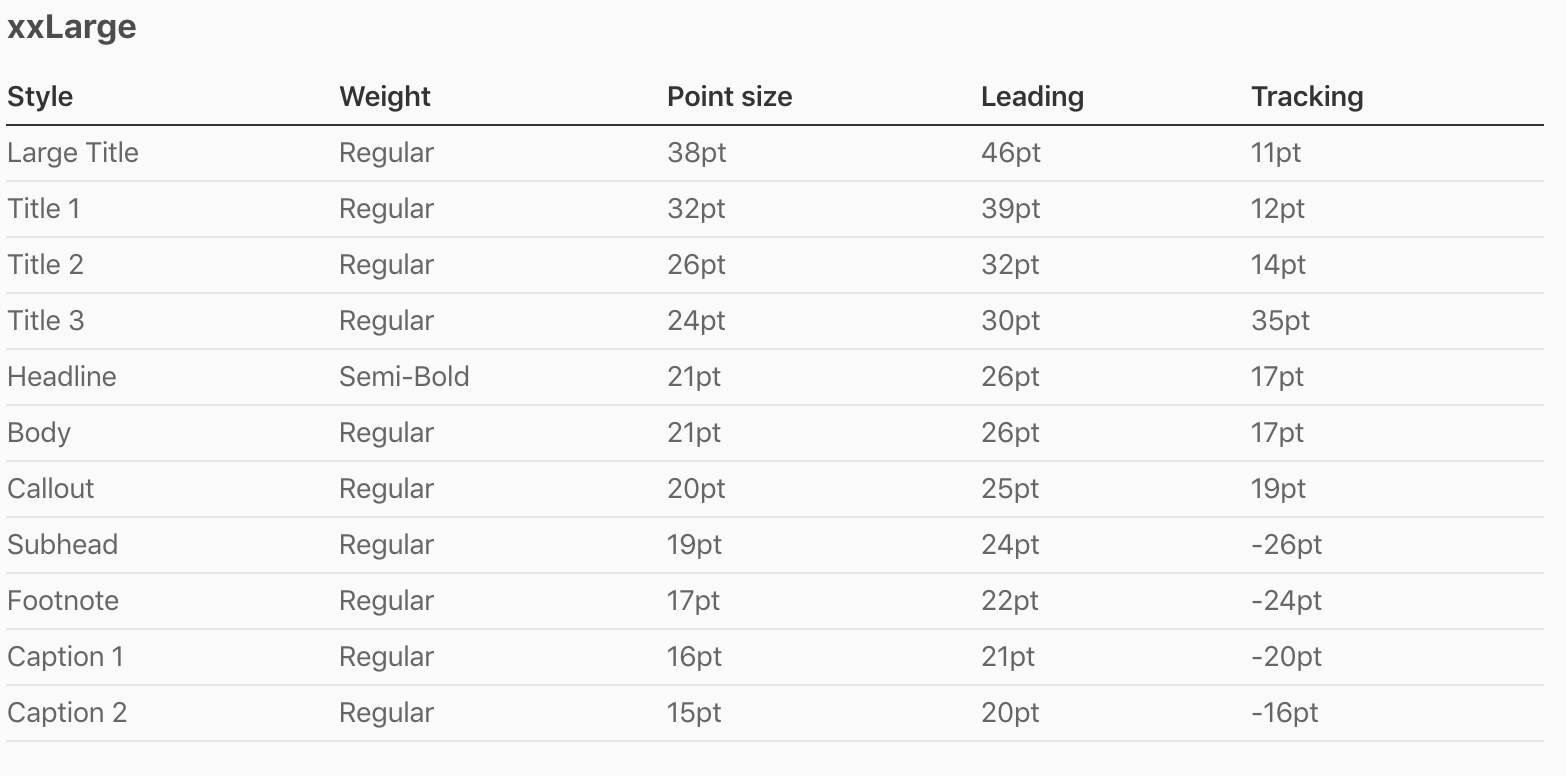 xxLarge
Style Weight Point size Leading Tracking
Large Title Regular 38pt 46pt 11pt
Title 1 Regular 32pt 39pt 12pt
Title 2 Regular 26pt 32pt 14pt
Title 3 Regular 24pt 30pt 35pt
Headline Semi-Bold 21pt 26pt 17pt
Body Regular 21pt 26pt 17pt
Callout Regular 20pt 25pt 19pt
Subhead Regular 19pt 24pt -26pt
Footnote Regular 17pt 22pt -24pt
Caption 1 Regular 16pt 21pt -20pt
Caption 2 Regular 15pt 20pt -16pt